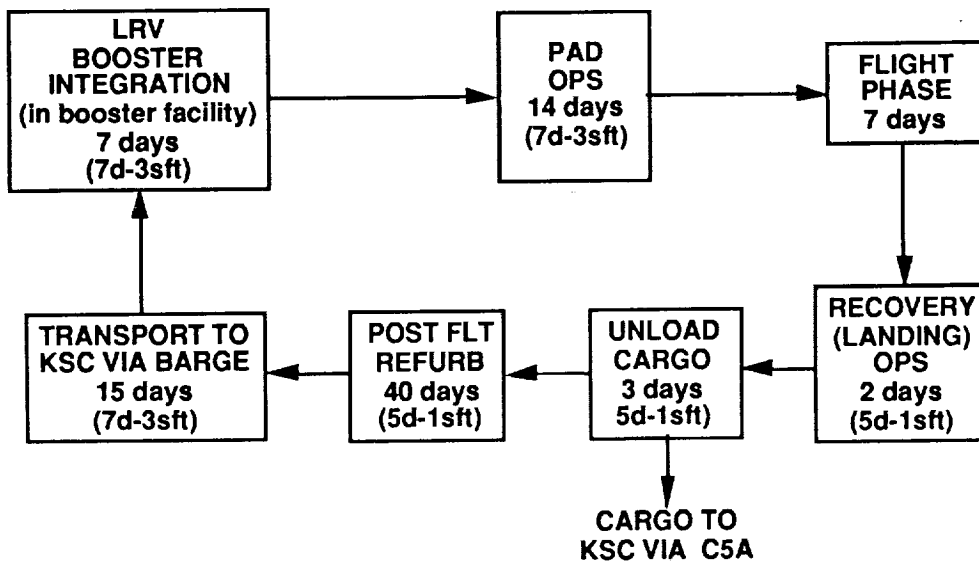 LRV
BOOSTER
INTEGRATION
(in booster facility)
7 days
(7d-3sft)
PAD
OPS
14 days
(7d-3sft)
FLIGHT
PHASE
7 days
RECOVERY
(LANDING)
OPS
2 days
(5d-1sft)
UNLOAD
CARGO
3 days
5d-1sft)
CARGO TO
KSC VIA C5A
POST FLT
REFURB
40 days
(5d-1sft)
TRANSPORT TO
KSC VIA BARGE
15 days
(7d-3sft)